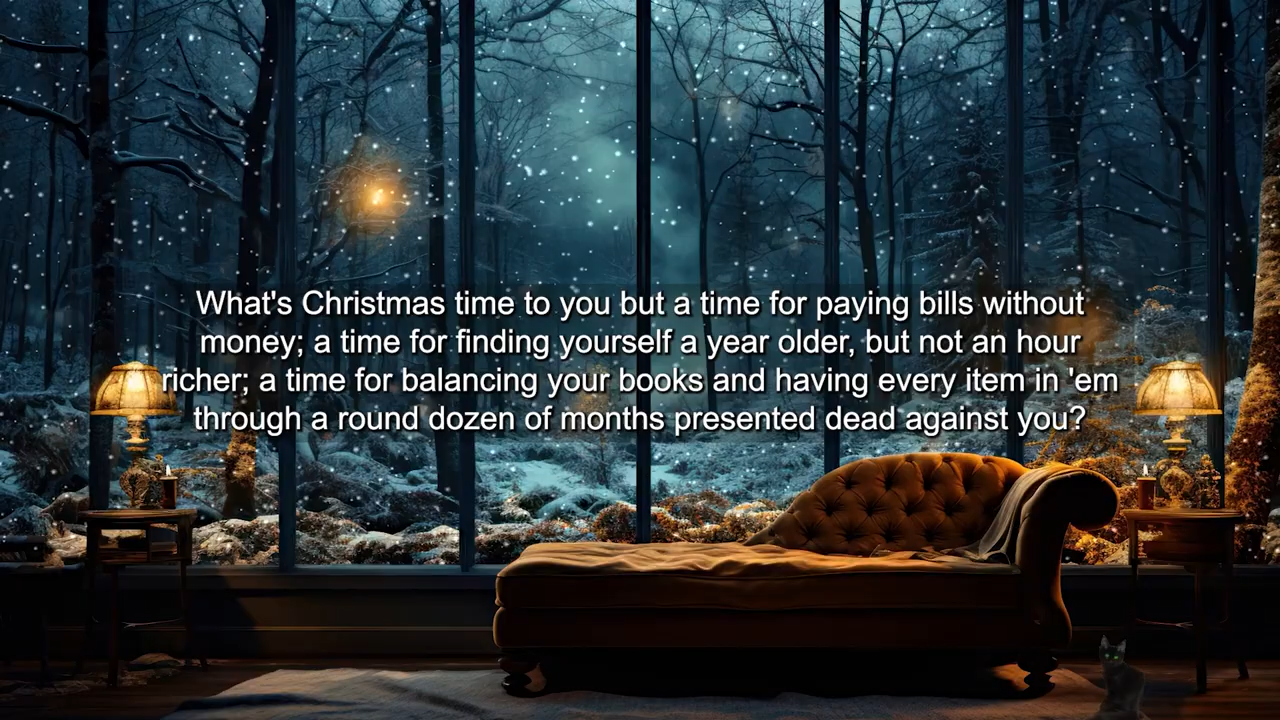 What's Christmas time to you but a time for paying bills without
money; a time for finding yourself a year older, but not an hour
richer; a time for balancing your books and having every item in 'em
through a round dozen of months presented dead against you?